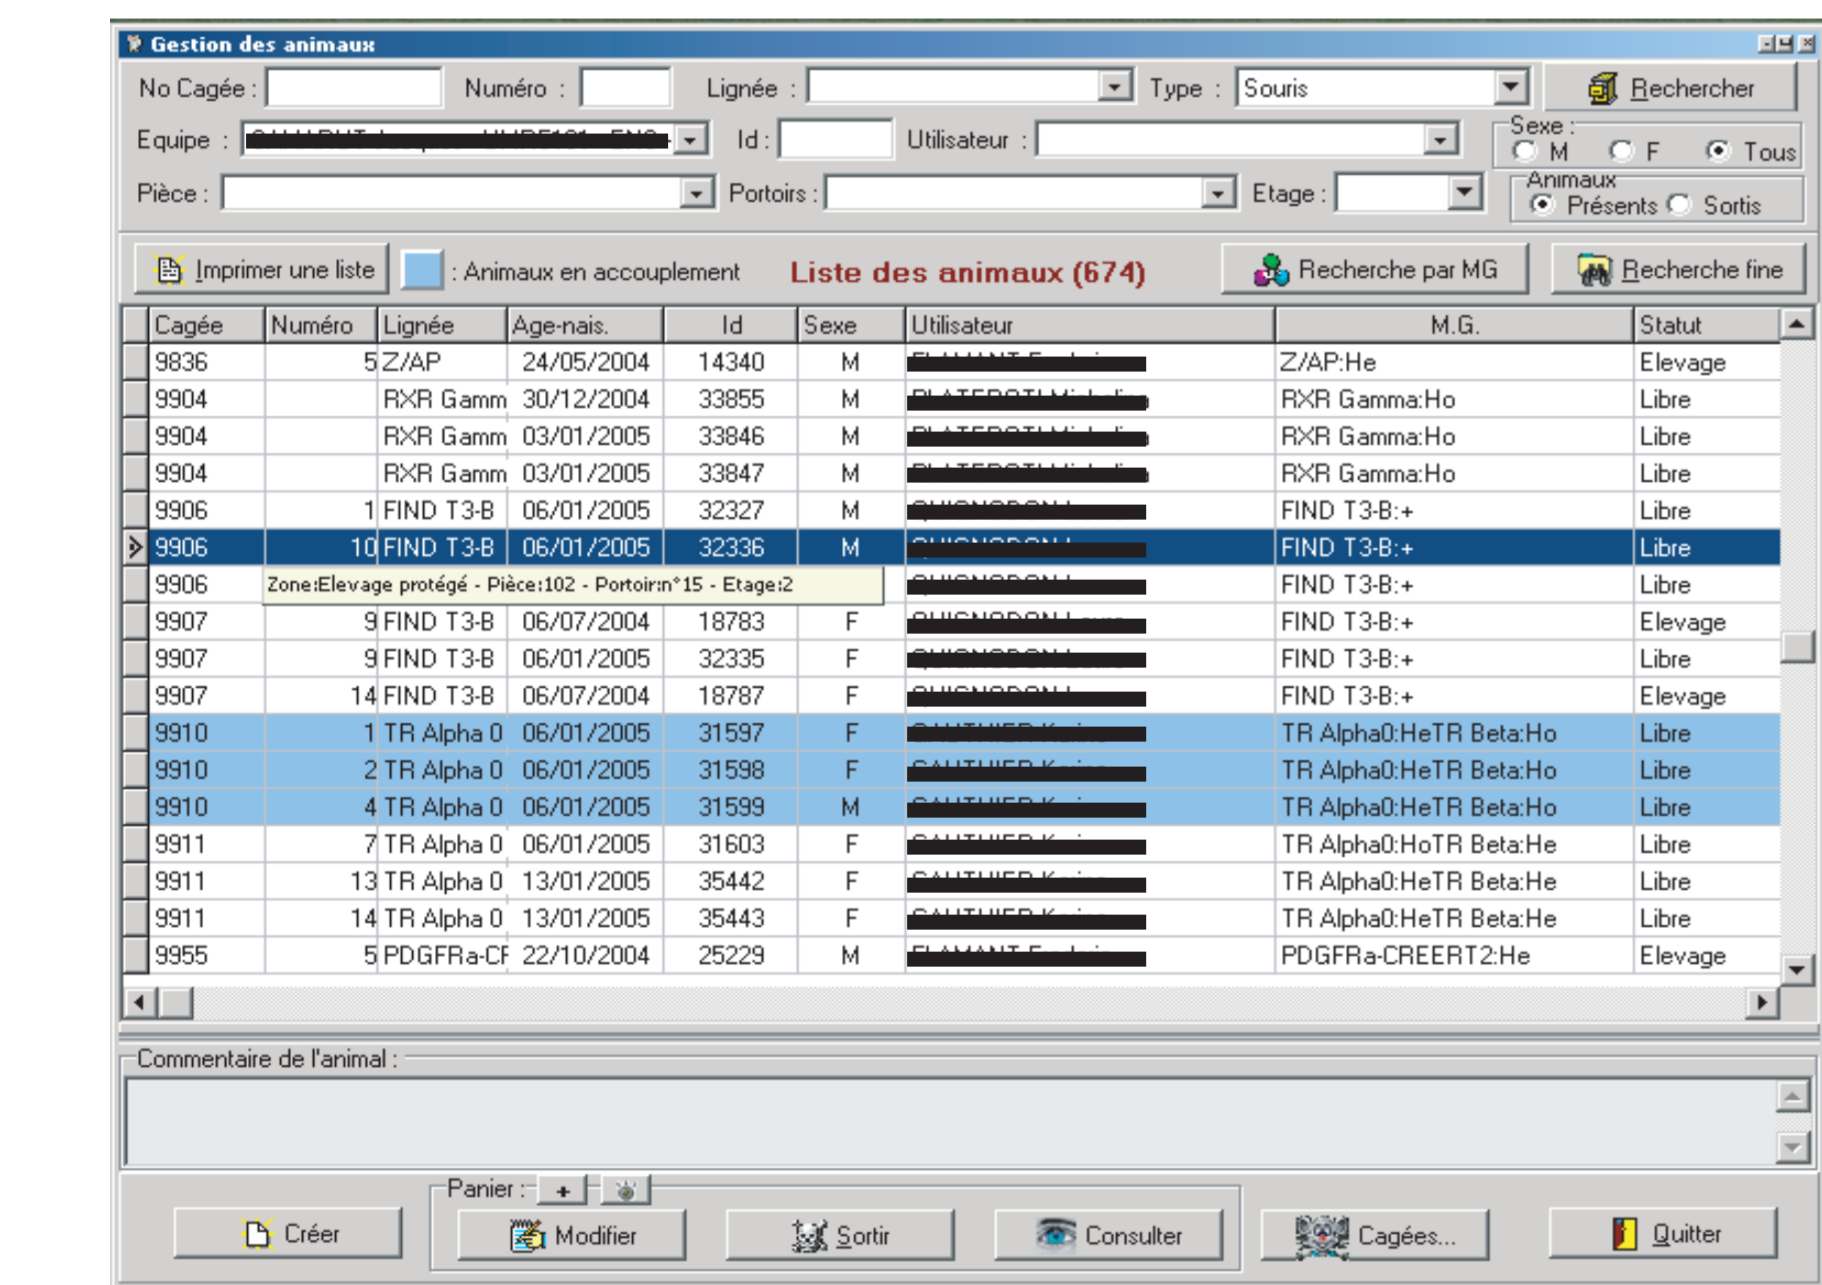 Gestion des animaux
No Cagée : Numéro : Lignée : Type : Souris Rechercher
Equipe : Id : Utilisateur : Sexe : M F Tous
Pièce : Portoirs : Etage : Animaux Présents Sortis
Imprimer une liste : Animaux en accouplement Liste des animaux (674) Recherche par MG Recherche fine
Cagée Numéro Lignée Age-nais. Id Sexe Utilisateur M.G. Statut
9836 5 Z/AP 24/05/2004 14340 M Z/AP:He Elevage
9904 RXR Gamm 30/12/2004 33855 M RXR Gamma:Ho Libre
9904 RXR Gamm 03/01/2005 33846 M RXR Gamma:Ho Libre
9904 RXR Gamm 03/01/2005 33847 M RXR Gamma:Ho Libre
9906 1 FIND T3-B 06/01/2005 32327 M FIND T3-B:+ Libre
9906 10 FIND T3-B 06/01/2005 32336 M FIND T3-B:+ Libre
9906 Zone:Elevage protégé - Pièce:102 - Portoir:n°15 - Etage:2 FIND T3-B:+ Libre
9907 9 FIND T3-B 06/07/2004 18783 F FIND T3-B:+ Elevage
9907 9 FIND T3-B 06/01/2005 32335 F FIND T3-B:+ Libre
9907 14 FIND T3-B 06/07/2004 18787 F FIND T3-B:+ Elevage
9910 1 TR Alpha 0 06/01/2005 31597 F TR Alpha0:HeTR Beta:Ho Libre
9910 2 TR Alpha 0 06/01/2005 31598 F TR Alpha0:HeTR Beta:Ho Libre
9910 4 TR Alpha 0 06/01/2005 31599 M TR Alpha0:HeTR Beta:Ho Libre
9911 7 TR Alpha 0 06/01/2005 31603 F TR Alpha0:HoTR Beta:He Libre
9911 13 TR Alpha 0 13/01/2005 35442 F TR Alpha0:HeTR Beta:He Libre
9911 14 TR Alpha 0 13/01/2005 35443 F TR Alpha0:HeTR Beta:He Libre
9955 5 PDGFRa-CF 22/10/2004 25229 M PDGFRa-CREERT2:He Elevage
Commentaire de l'animal :
Panier : +
Créer Modifier Sortir Consulter Cagées... Quitter